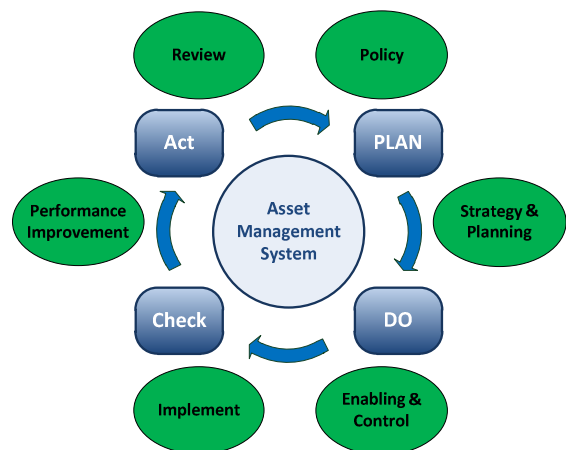 Review
Policy
Act
PLAN
Performance
Improvement
Asset
Management
System
Strategy &
Planning
Check
DO
Implement
Enabling &
Control